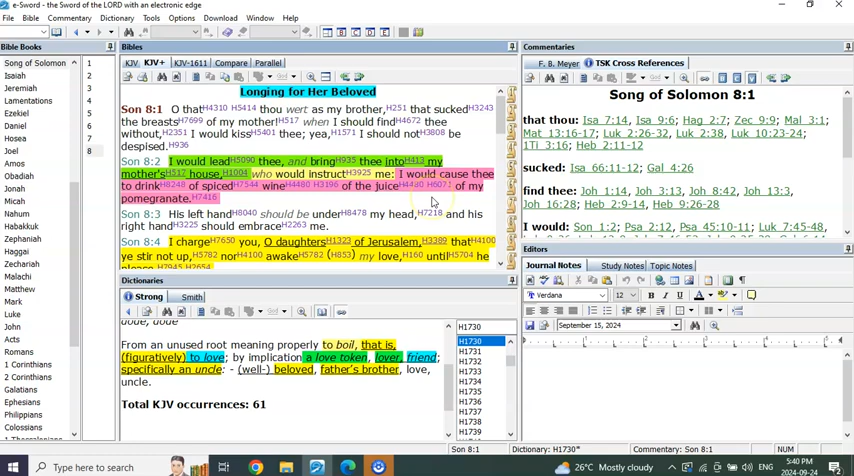 e-Sword - the Sword of the LORD with an electronic edge
File Bible Commentary Dictionary Tools Options Download Window Help
Bible Books
Song of Solomon
Isaiah
Jeremiah
Lamentations
Ezekiel
Daniel
Hosea
Joel
Amos
Obadiah
Jonah
Micah
Nahum
Habakkuk
Zephaniah
Haggai
Zechariah
Malachi
Matthew
Mark
Luke
John
Acts
Romans
1 Corinthians
2 Corinthians
Galatians
Ephesians
Philippians
Colossians
1 Thessalonians
1
2
3
4
5
6
7
8
Bibles
KJV KJV+ KJV-1611 Compare Parallel
Longing for Her Beloved
Son 8:1 O that H4310 H5414 thou wert as my brother, H251 that sucked H3243
the breasts H7699 of my mother! H517 when I should find H4672 thee
without, H2351 I would kiss H5401 thee; yea, H1571 I should not H3808 be
despised. H936
Son 8:2 I would lead H5090 thee, and bring H935 thee into H413 my
mother's H517 house, H1004 who would instruct H3925 me: I would cause thee
to drink H8248 of spiced H7544 wine H4480 H3196 of the juice H4480 H6071 of my
pomegranate. H7416
Son 8:3 His left hand H8040 should be under H8478 my head, H7218 and his
right hand H3225 should embrace H2263 me.
Son 8:4 I charge H7650 you, O daughters H1323 of Jerusalem, H3389 that H4100
ye stir not up, H5782 nor H4100 awake H5782 (H853) my love, H160 until H5704 he
please. H7945 H2654
Dictionaries
Strong Smith
From an unused root meaning properly to boil, that is,
(figuratively) to love; by implication a love token, lover, friend;
specifically an uncle: - (well-) beloved, father's brother, love,
uncle.
Total KJV occurrences: 61
H1730
H1730
H1731
H1732
H1733
H1734
H1735
H1736
H1737
H1738
H1739
Commentaries
F. B. Meyer TSK Cross References
Song of Solomon 8:1
that thou: Isa 7:14, Isa 9:6, Hag 2:7, Zec 9:9, Mal 3:1,
Mat 13:16-17, Luk 2:26-32, Luk 2:38, Luk 10:23-24,
1Ti 3:16, Heb 2:11-12
sucked: Isa 66:11-12, Gal 4:26
find thee: Joh 1:14, Joh 3:13, Joh 8:42, Joh 13:3,
Joh 16:28, Heb 2:9-14, Heb 9:26-28
I would: Son 1:2; Psa 2:12, Psa 45:10-11; Luk 7:45-48,
Editors
Journal Notes Study Notes Topic Notes
Verdana 12
September 15, 2024
Son 8:1 Dictionary: H1730* Commentary: Son 8:1 NUM
Type here to search
26°C Mostly cloudy
ENG
5:40 PM
2024-09-24